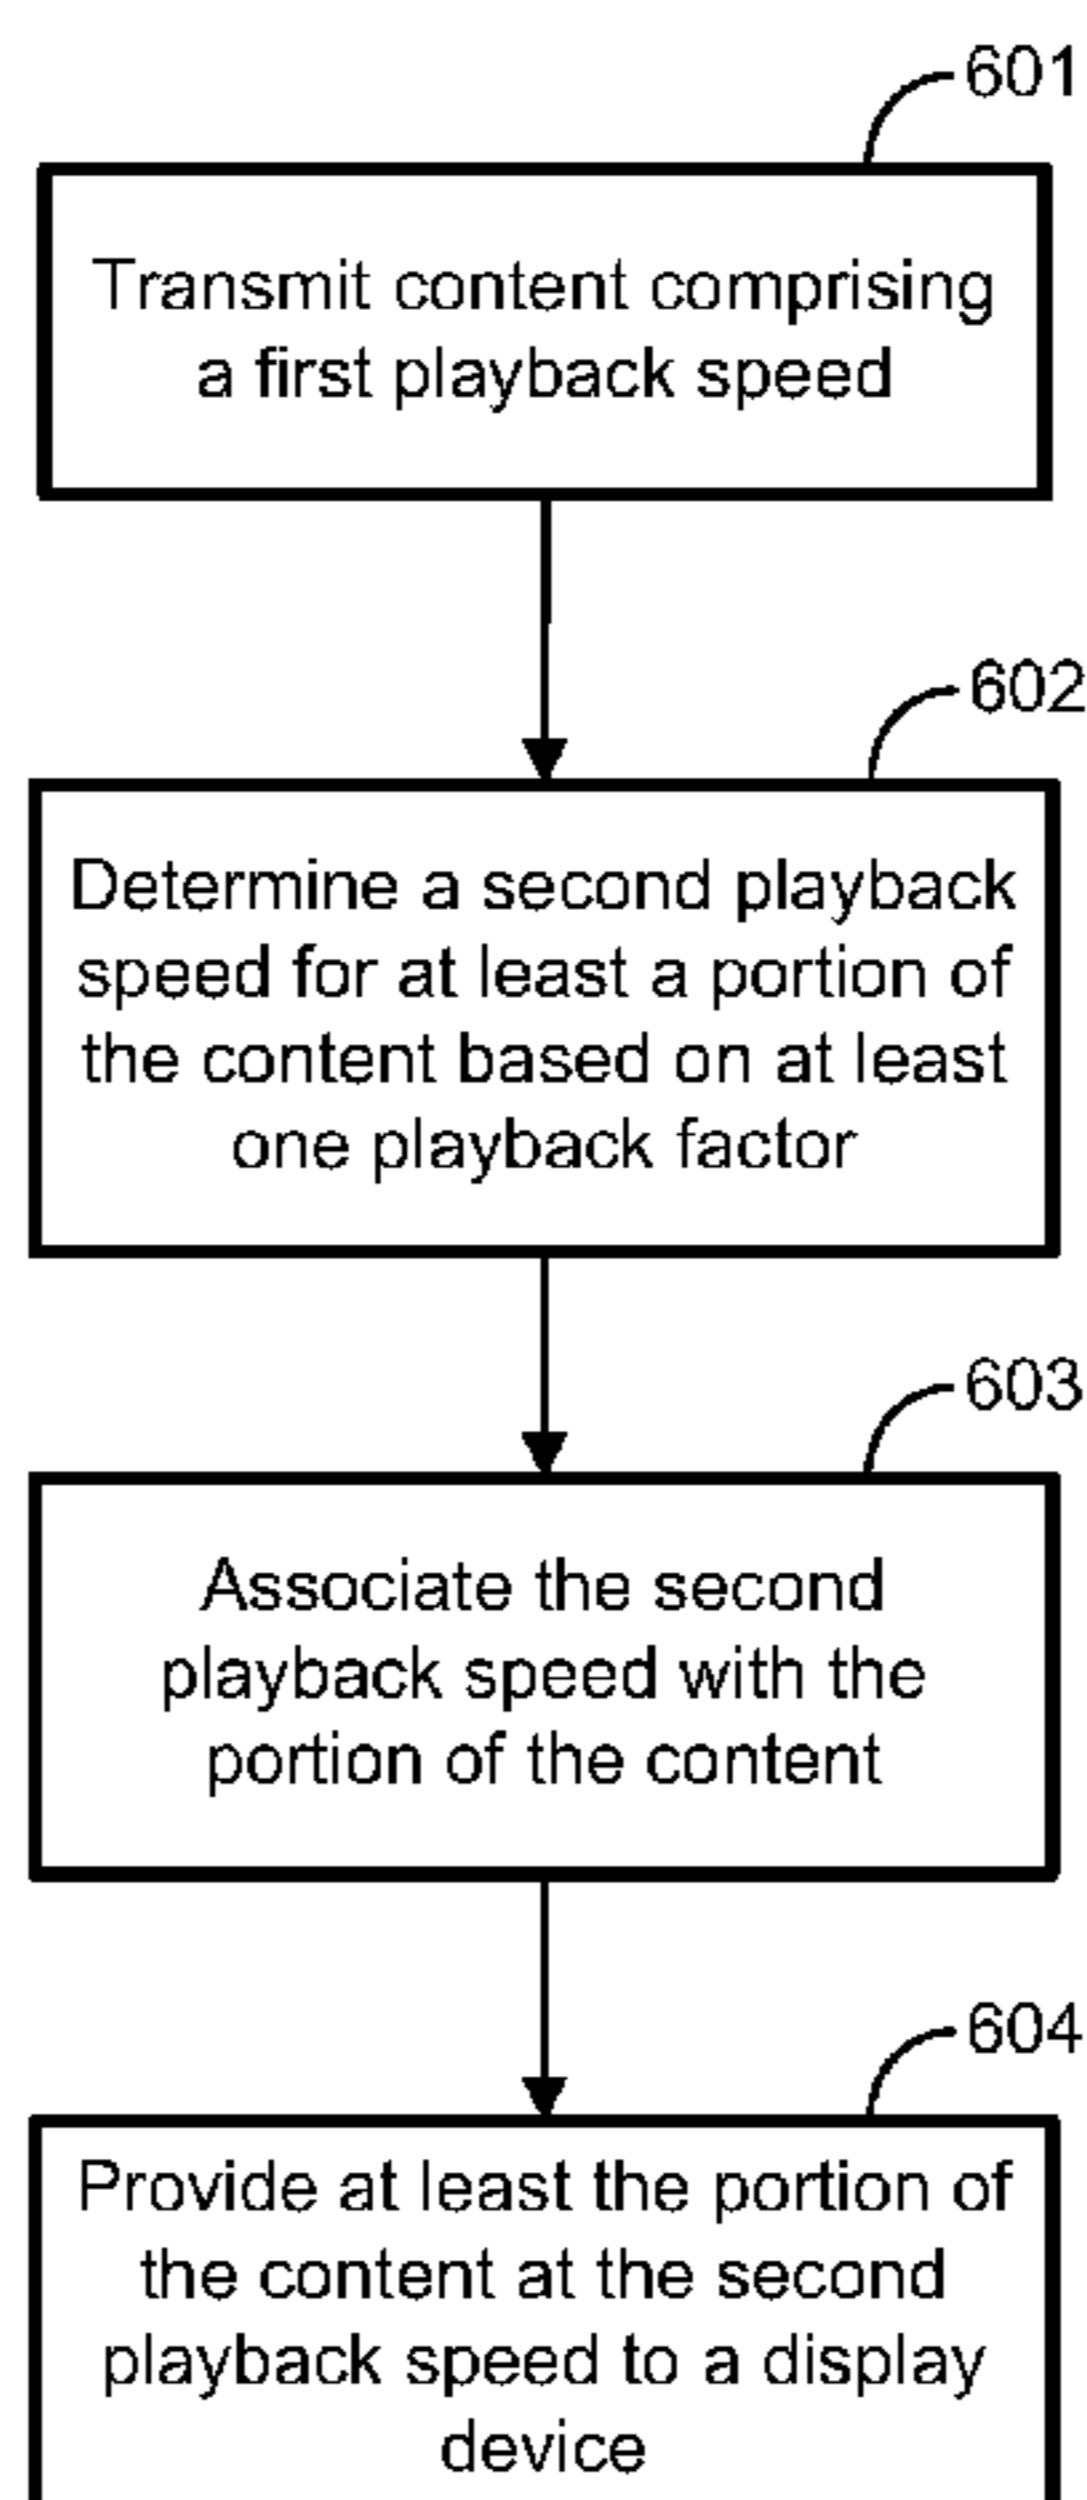 601
Transmit content comprising
a first playback speed
602
Determine a second playback
speed for at least a portion of
the content based on at least
one playback factor
603
Associate the second
playback speed with the
portion of the content
604
Provide at least the portion of
the content at the second
playback speed to a display
device